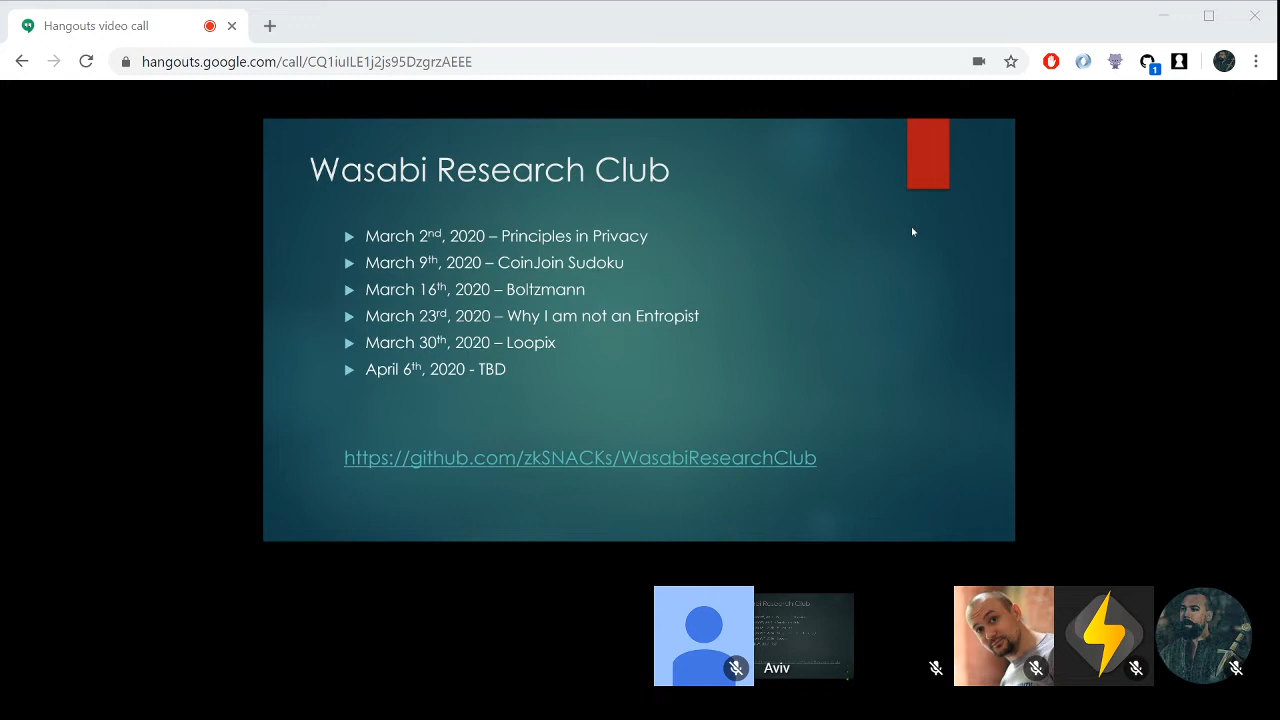 Hangouts video call
hangouts.google.com/call/CQ1iuILE1j2js95DzgrzAEEE
1
Wasabi Research Club
March 2nd, 2020 – Principles in Privacy
March 9th, 2020 – CoinJoin Sudoku
March 16th, 2020 – Boltzmann
March 23rd, 2020 – Why I am not an Entropist
March 30th, 2020 – Loopix
April 6th, 2020 - TBD
https://github.com/zkSNACKs/WasabiResearchClub
Aviv